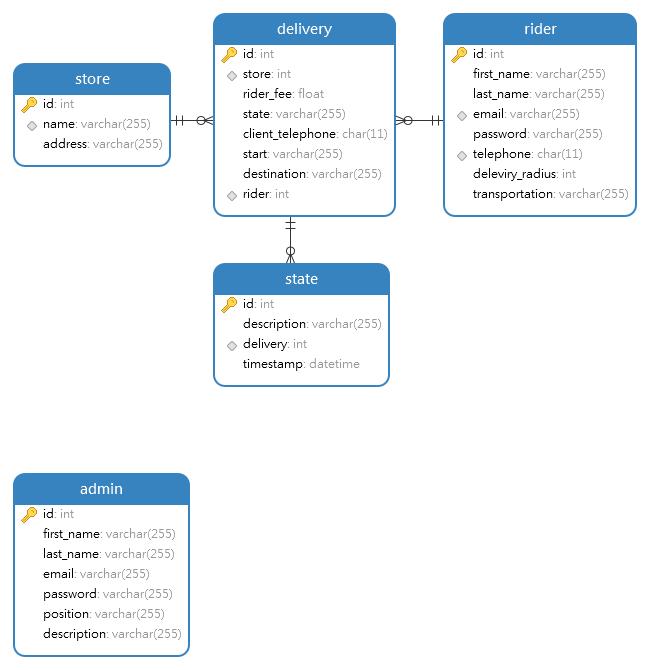 store
id: int
name: varchar(255)
address: varchar(255)
delivery
id: int
store: int
rider_fee: float
state: varchar(255)
client_telephone: char(11)
start: varchar(255)
destination: varchar(255)
rider: int
rider
id: int
first_name: varchar(255)
last_name: varchar(255)
email: varchar(255)
password: varchar(255)
telephone: char(11)
deleviry_radius: int
transportation: varchar(255)
state
id: int
description: varchar(255)
delivery: int
timestamp: datetime
admin
id: int
first_name: varchar(255)
last_name: varchar(255)
email: varchar(255)
password: varchar(255)
position: varchar(255)
description: varchar(255)